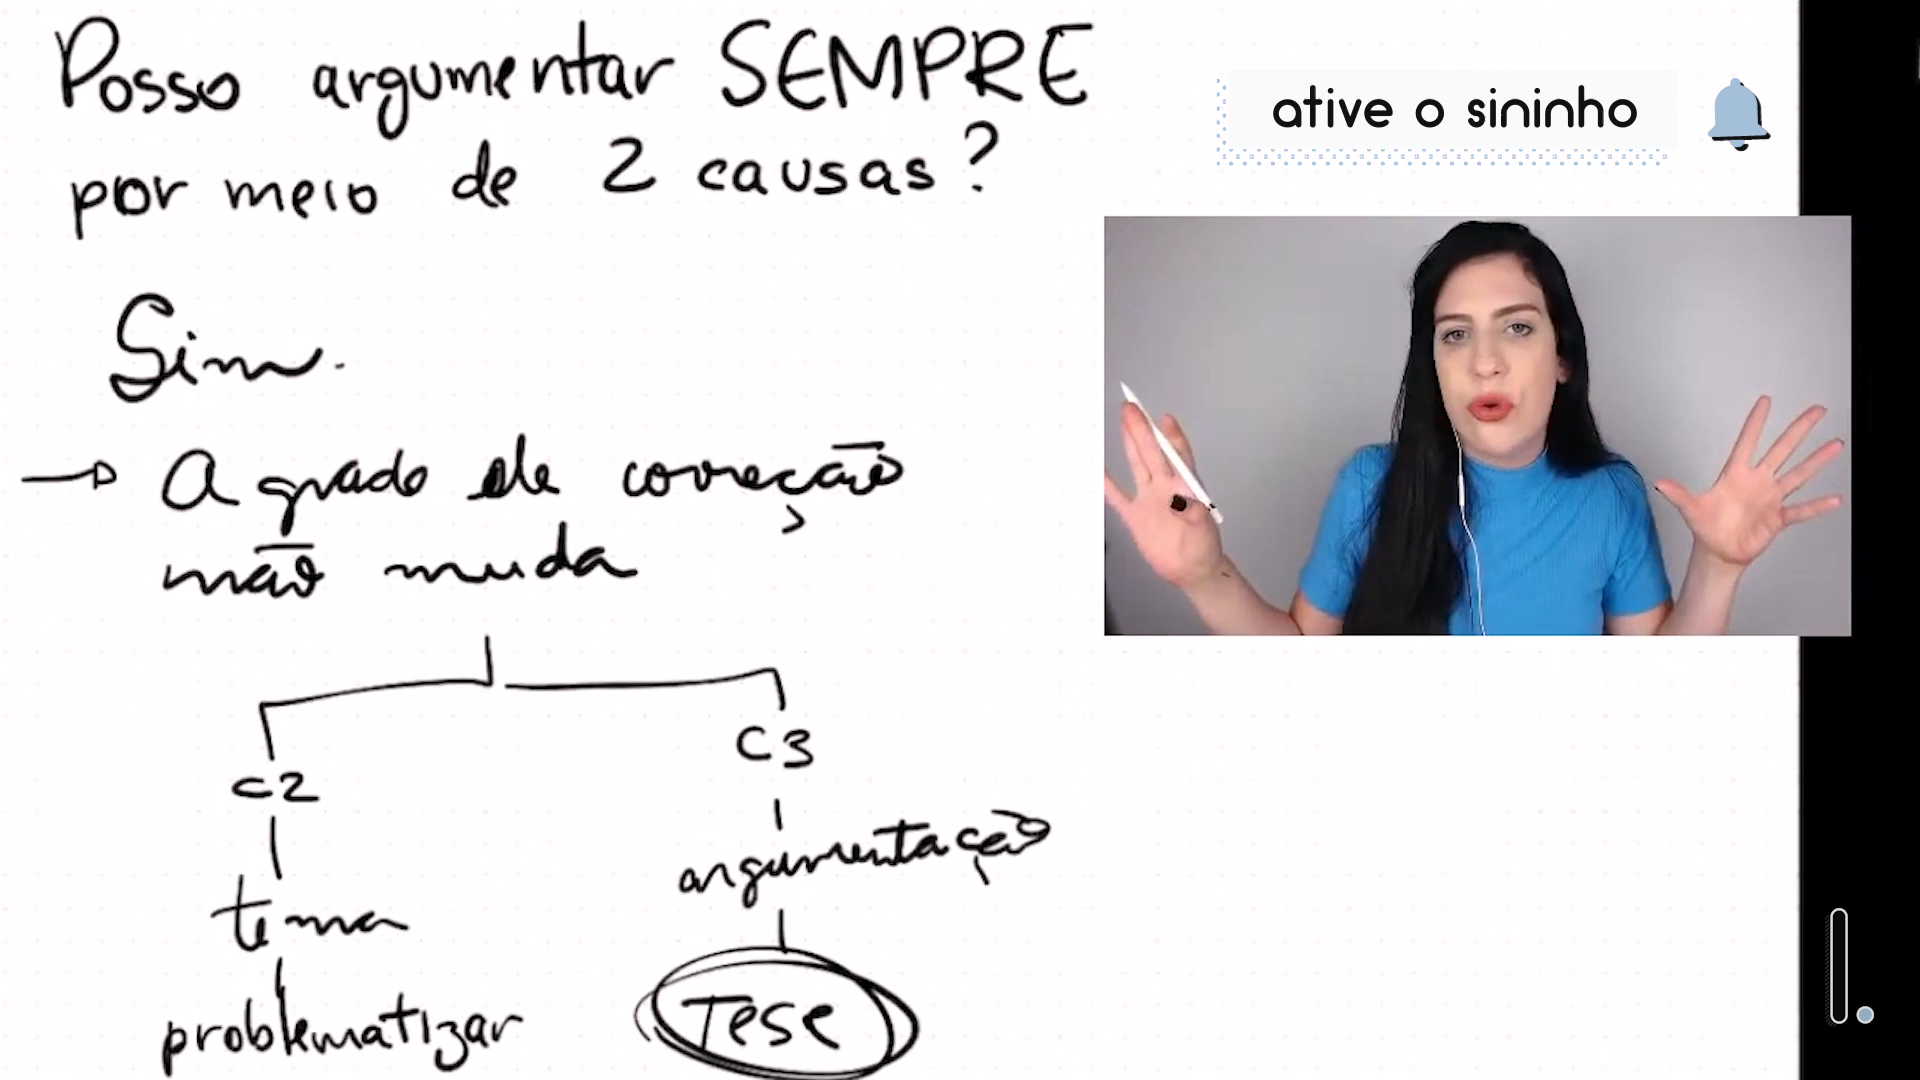 Posso argumentar SEMPRE
por meio de 2 causas?
ative o sininho
Sim.
A grade de correção
não muda
C2
C3
tema
argumentação
problematizar
Tese